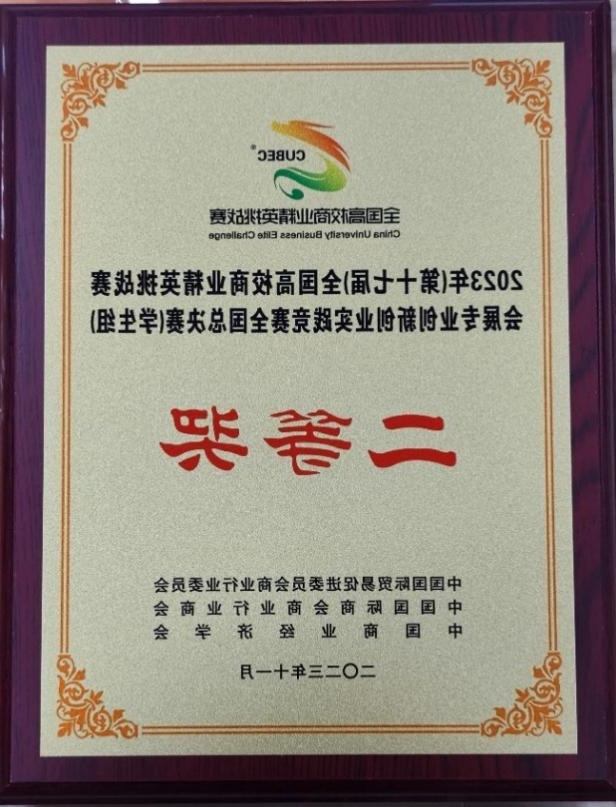 CUBEC®
全国高校商业精英挑战赛
China University Business Elite Challenge
2023年(第十七届)全国高校商业精英挑战赛
会展专业创新创业实践竞赛全国总决赛(学生组)
二等奖
中国国际贸易促进委员会商业行业委员会
中国国际商会商业行业商会
中国商业经济学会
二〇二三年十一月